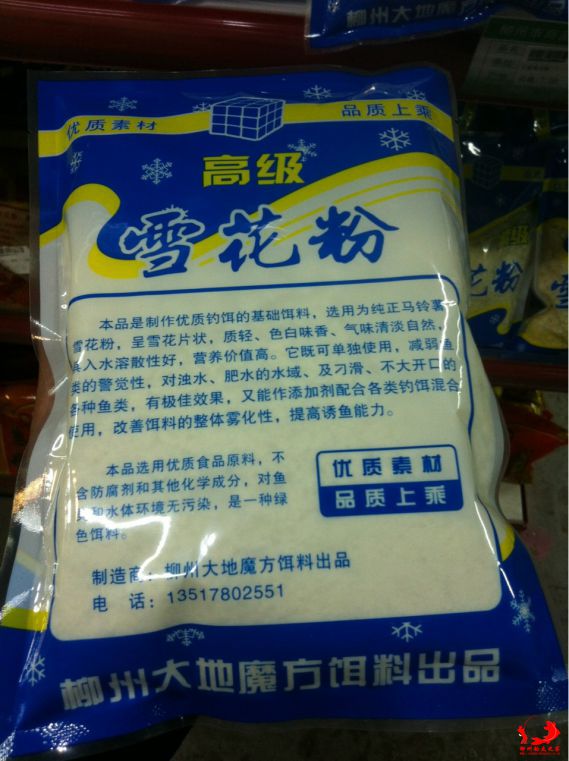 柳州大地魔方
优质素材
品质上乘
高级
雪花粉
本品是制作优质钓饵的基础饵料，选用为纯正马铃薯
雪花粉，呈雪花片状，质轻、色白味香、气味清淡自然，
入水溶散性好，营养价值高。它既可单独使用，减弱鱼
类的警觉性，对浊水、肥水的水域、及刁滑、不大开口的
各种鱼类，有极佳效果，又能作添加剂配合各类钓饵混合
使用，改善饵料的整体雾化性，提高诱鱼能力。
本品选用优质食品原料，不
含防腐剂和其他化学成分，对鱼
和水体环境无污染，是一种绿
色饵料。
优质素材
品质上乘
制造商：柳州大地魔方饵料出品
电 话：13517802551
柳州大地魔方饵料出品
高级
花粉